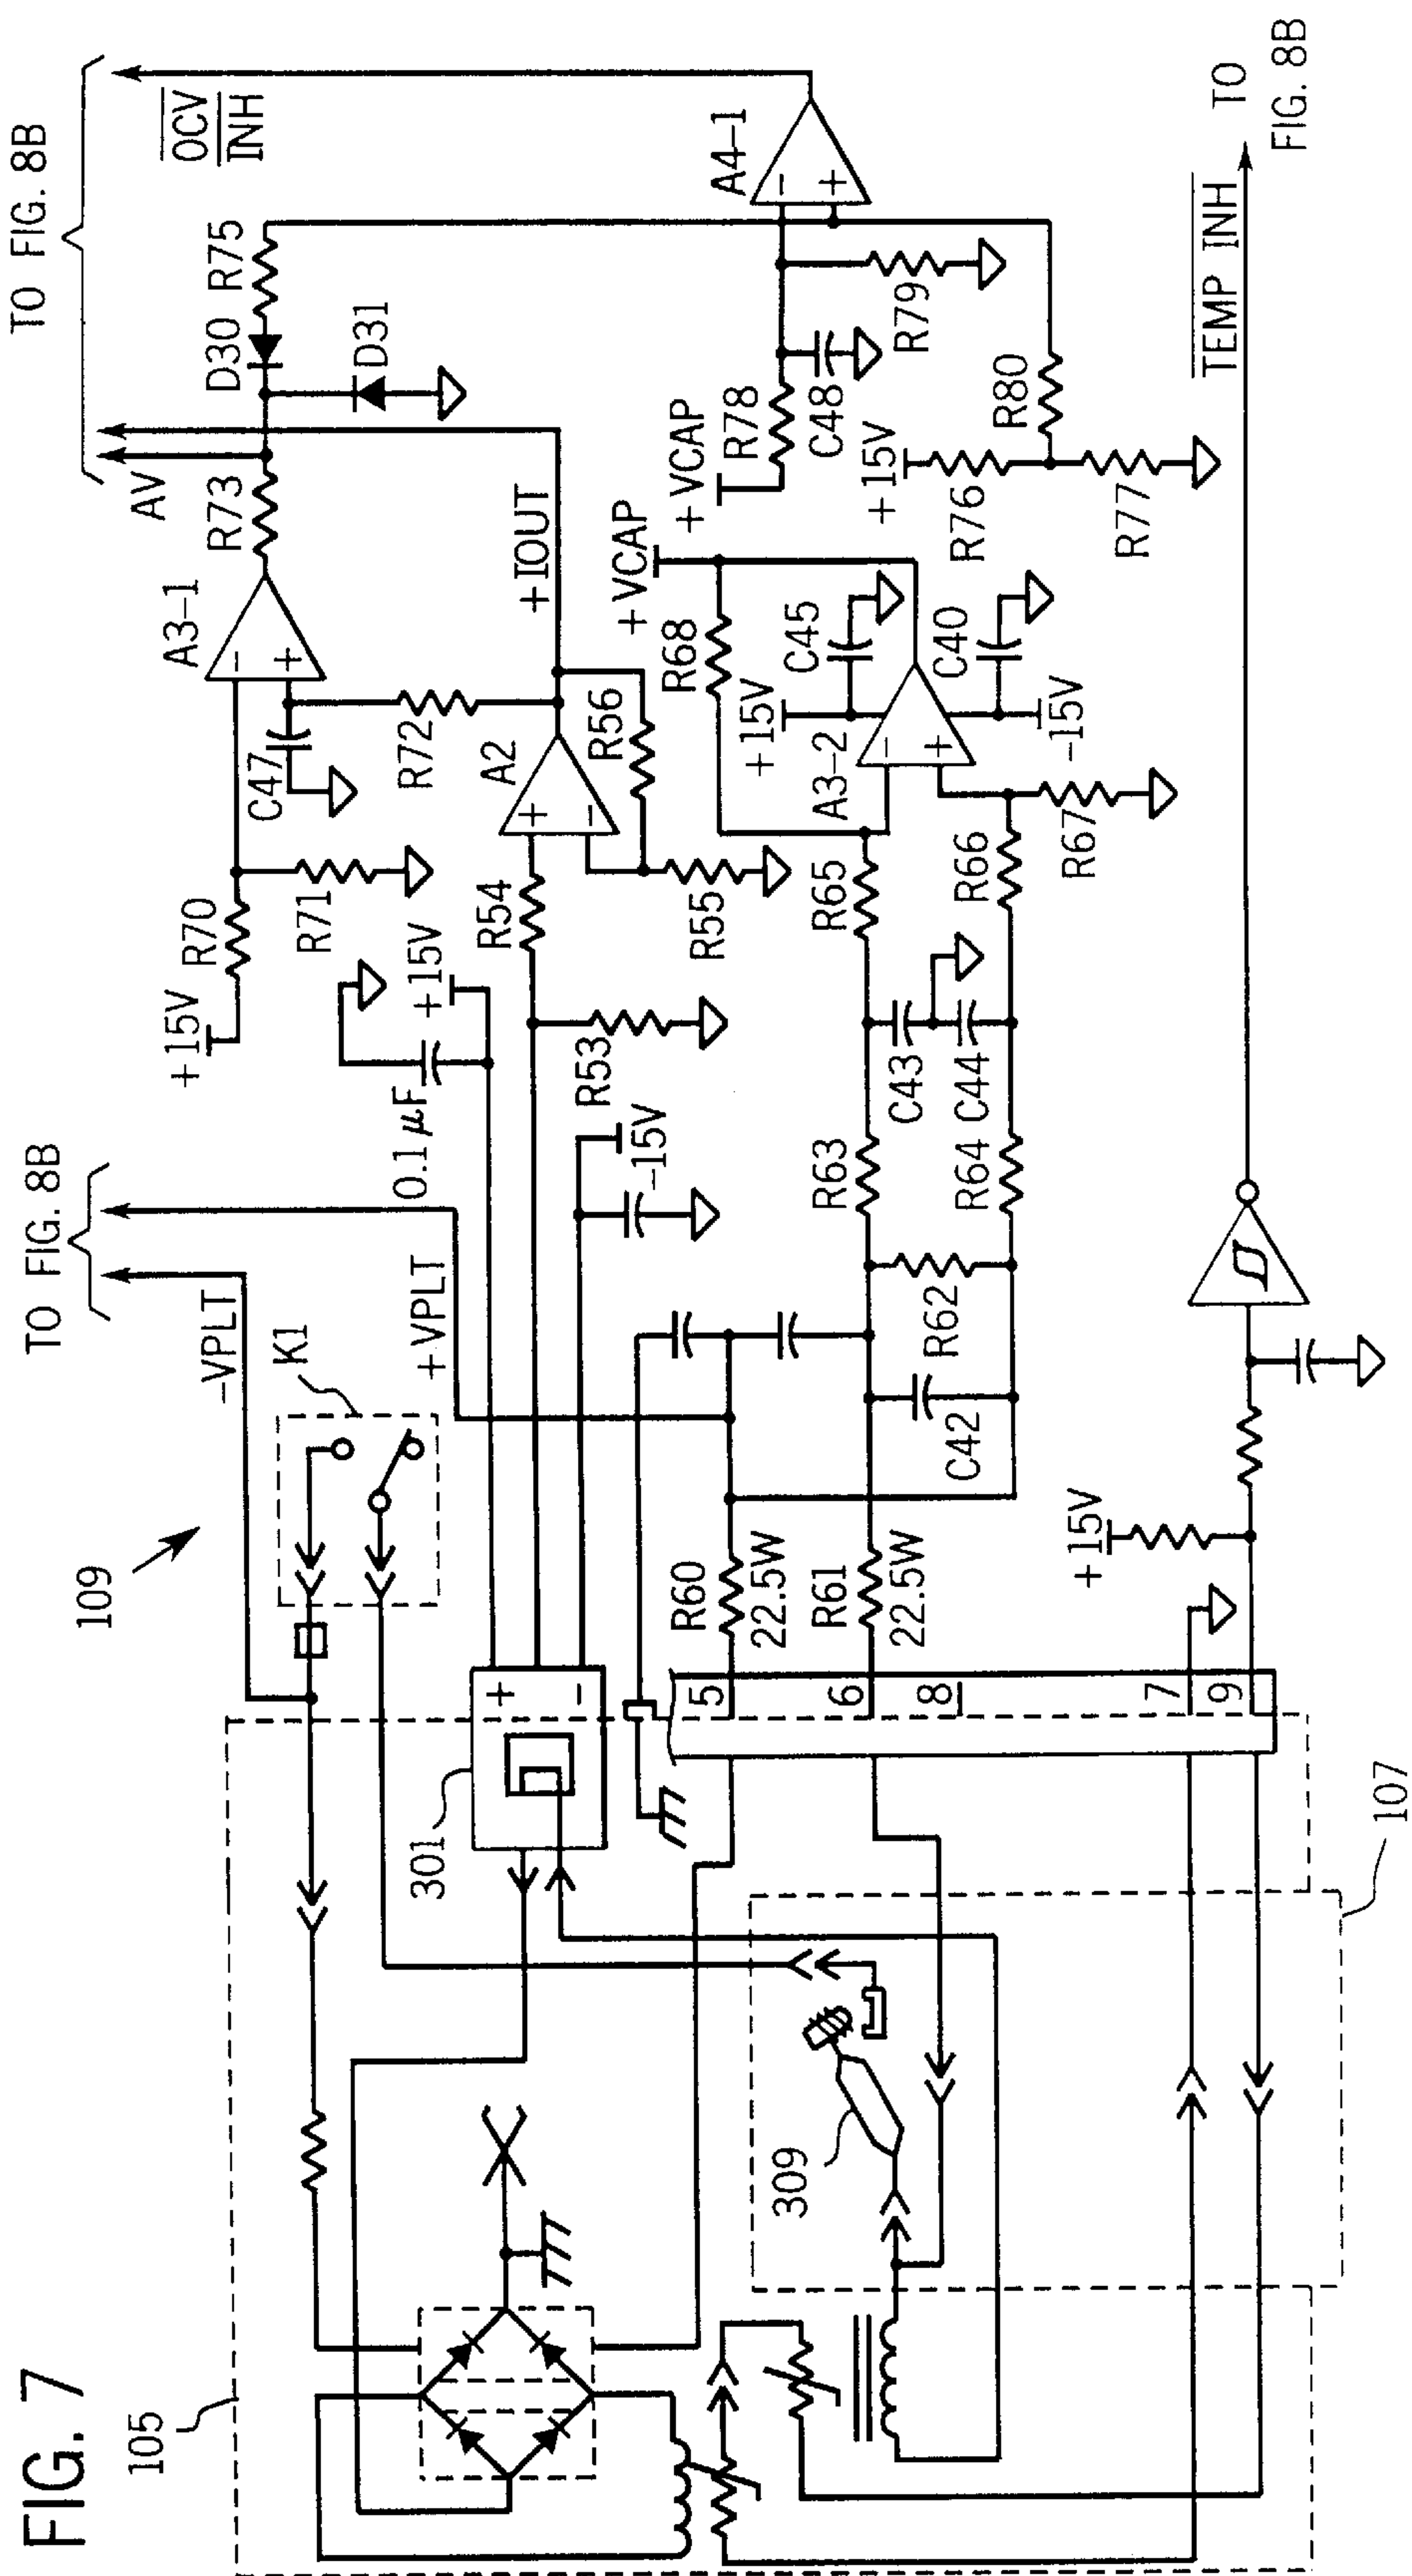 FIG. 7
105
109
TO FIG. 8B
-VPLT
K1
+VPLT
TO FIG. 8B
AV
OCV
INH
+15V
R70
R71
A3-1
-
+
C47
R72
R73
D30
R75
D31
0.1 µF
+15V
301
+
-
R53
-15V
R54
A2
+
-
R55
R56
+IOUT
+VCAP
R68
+15V
C45
A3-2
-
+
C40
-15V
+VCAP
R78
C48
R79
A4-1
-
+
+15V
R76
R80
R77
5
R60
22.5W
6
R61
22.5W
8
7
9
C42
R62
R63
R64
C43
C44
R65
R66
R67
+15V
309
107
TEMP INH
TO
FIG. 8B